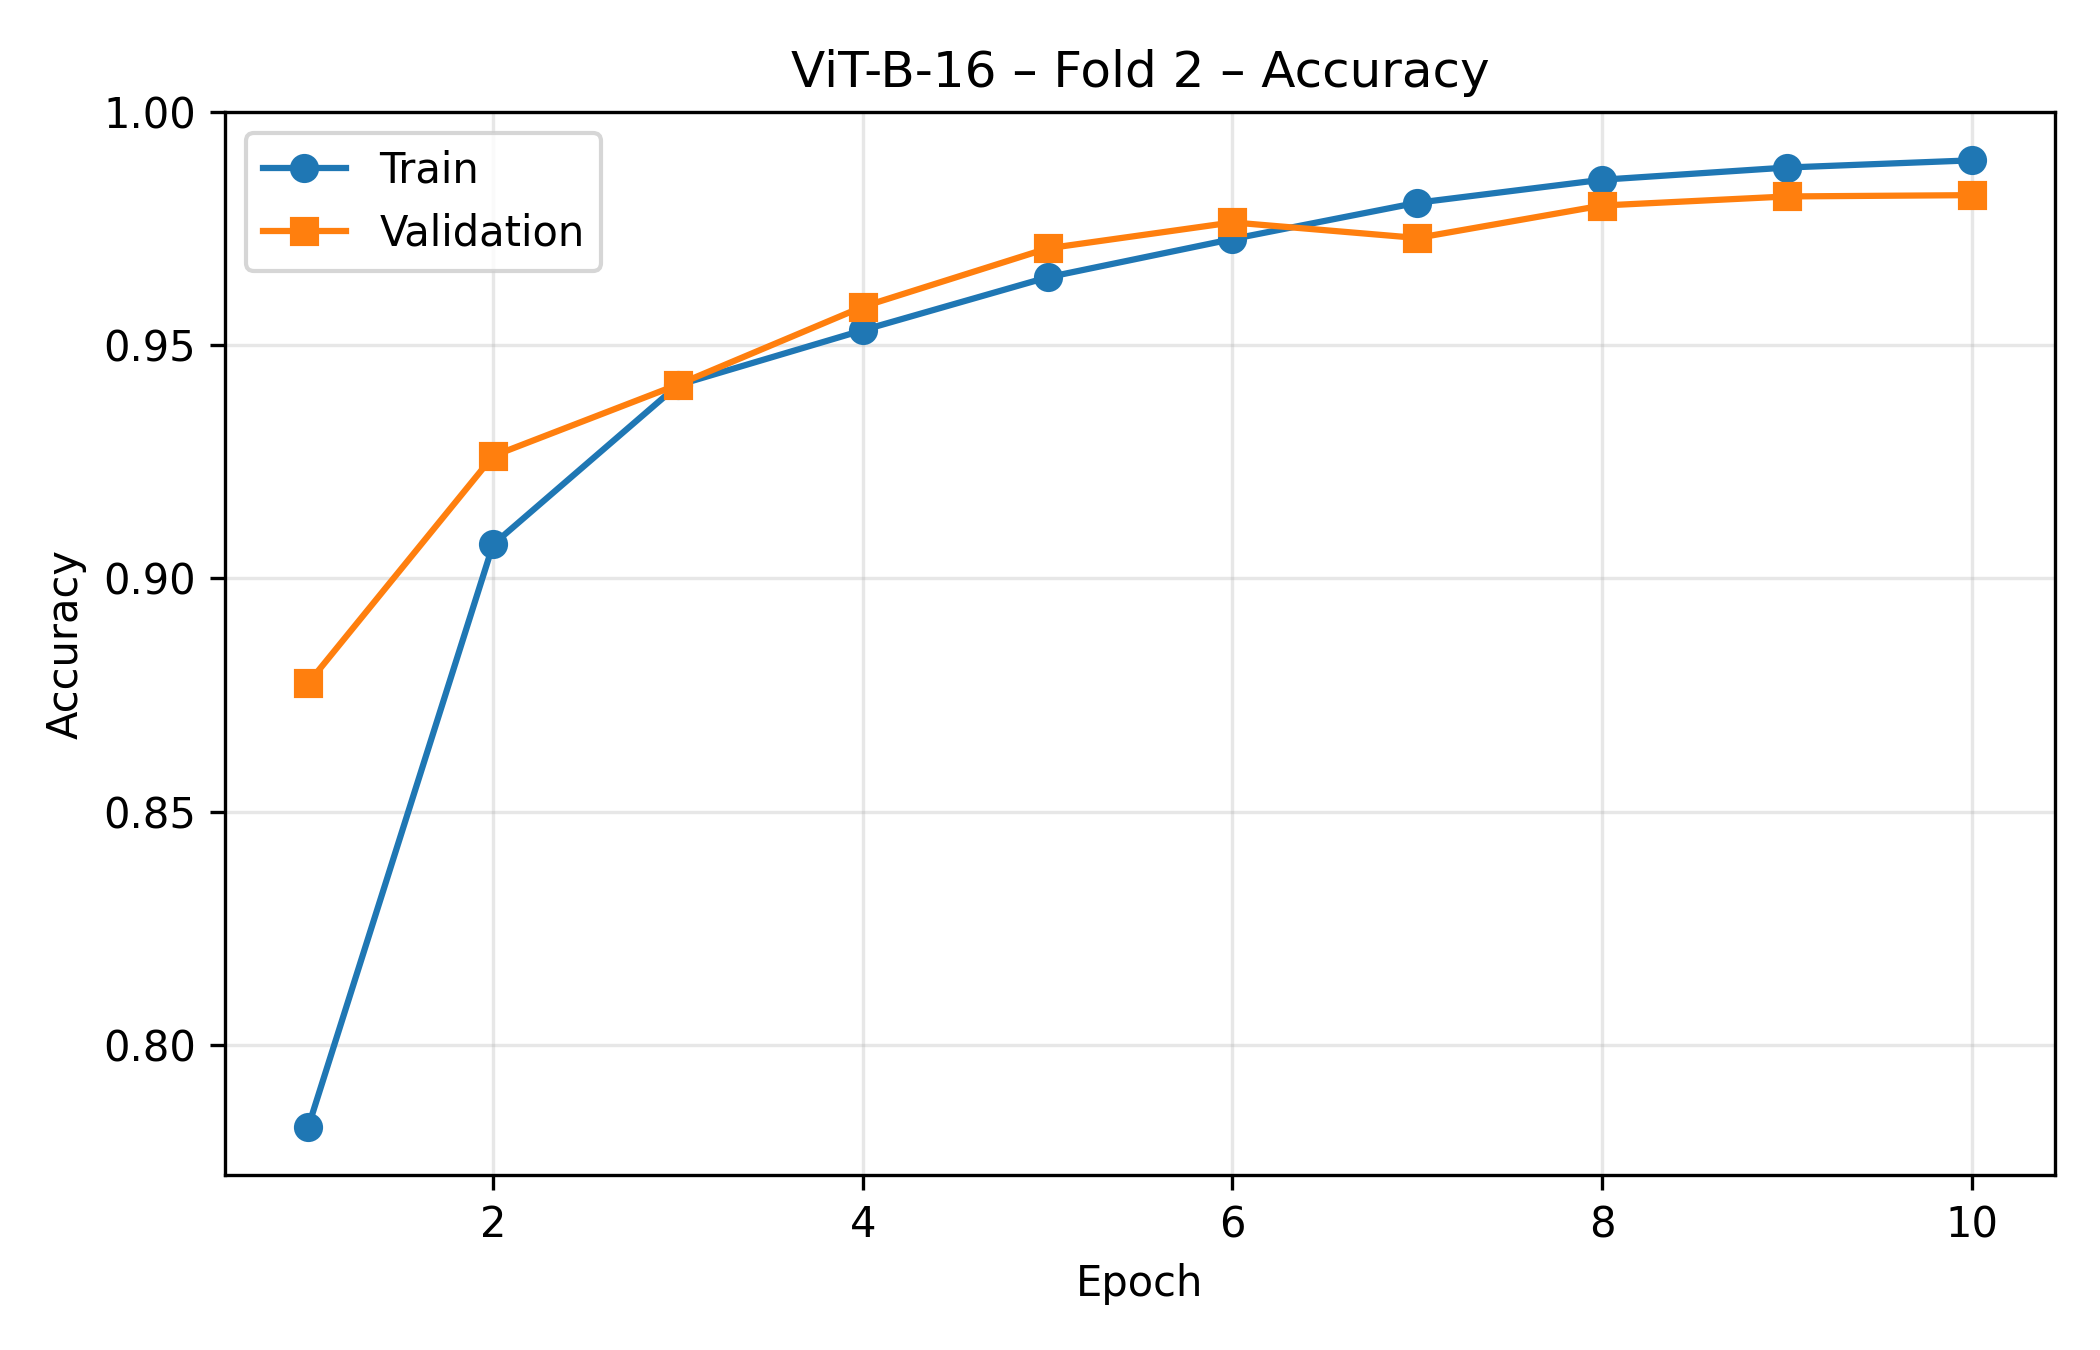 ViT-B-16 – Fold 2 – Accuracy
1.00
Train
Validation
0.95
0.90
Accuracy
0.85
0.80
2 4 6 8 10
Epoch